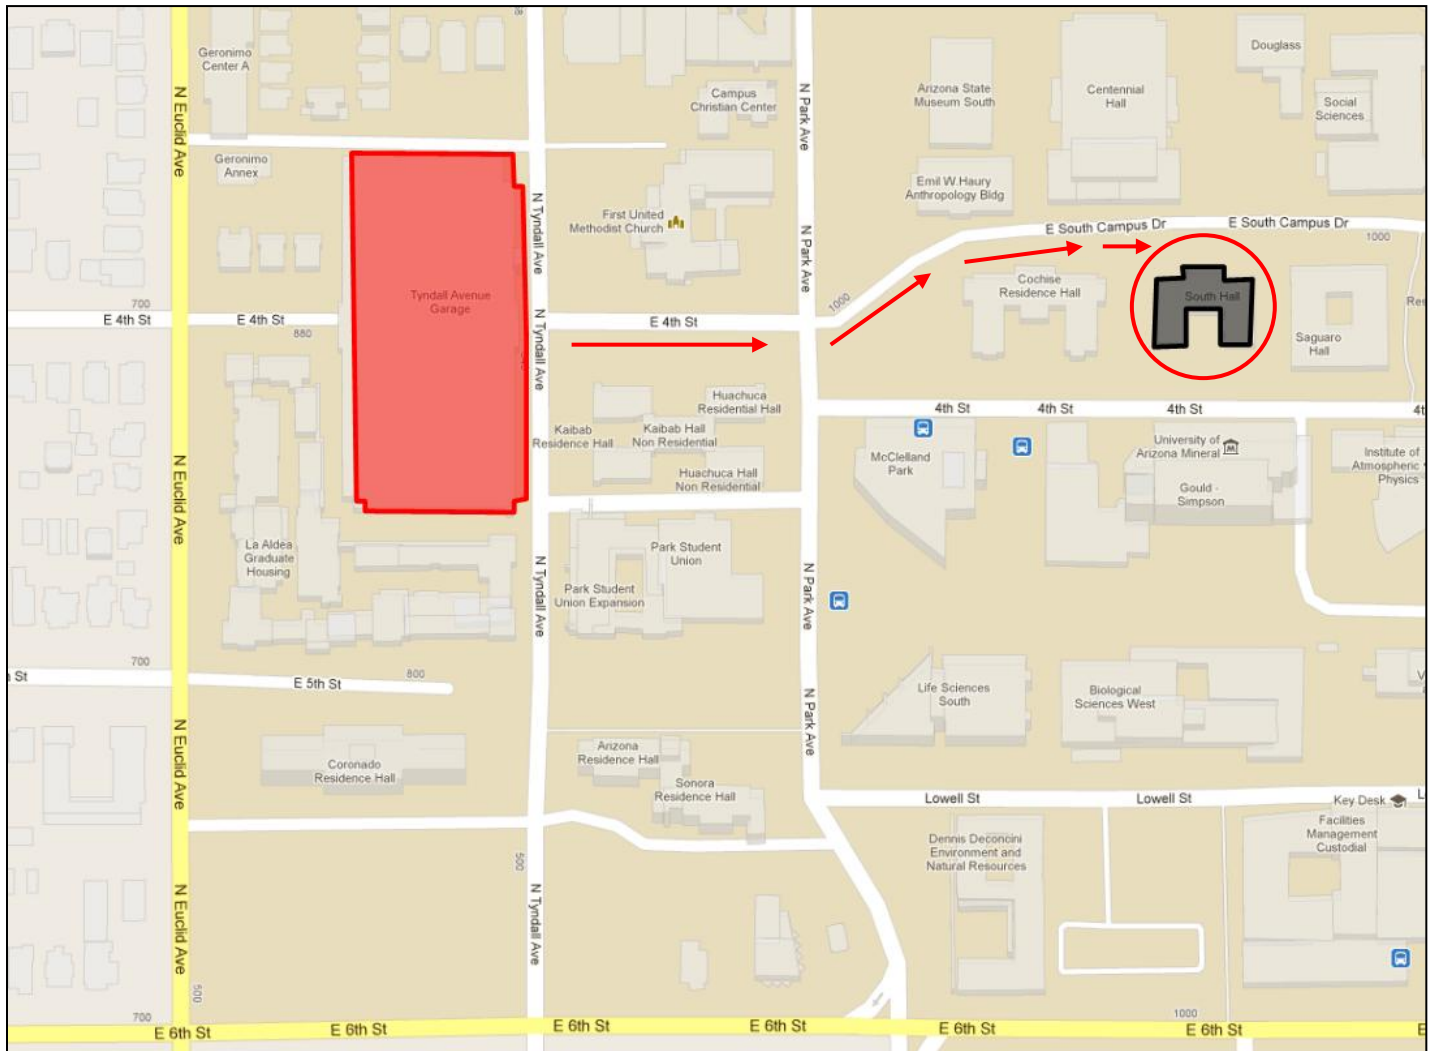 Geronimo
Center A
Campus
Christian Center
Arizona State
Museum South
Centennial
Hall
Douglass
Social
Sciences
N Euclid Ave
N Park Ave
Geronimo
Annex
First United
Methodist Church
Emil W.Haury
Anthropology Bldg
N Tyndall Ave
N Park Ave
E South Campus Dr
E South Campus Dr
1000
Cochise
Residence Hall
South Hall
Tyndall Avenue
Garage
1000
700
E 4th St
E 4th St
880
N Tyndall Ave
E 4th St
Saguaro
Hall
Huachuca
Residential Hall
4th St
4th St
4th St
Kaibab
Residence Hall
Kaibab Hall
Non Residential
McClelland
Park
University of
Arizona Mineral
Institute of
Atmospheric
Physics
Huachuca Hall
Non Residential
Gould -
Simpson
N Euclid Ave
La Aldea
Graduate
Housing
Park Student
Union
N Tyndall Ave
N Park Ave
Park Student
Union Expansion
700
St
E 5th St
800
Life Sciences
South
Biological
Sciences West
N Euclid Ave
N Park Ave
Coronado
Residence Hall
Arizona
Residence Hall
Sonora
Residence Hall
Lowell St
Lowell St
Key Desk
Facilities
Management
Custodial
Dennis Deconcini
Environment and
Natural Resources
500
N Euclid Ave
N Tyndall Ave
500
700
E 6th St
E 6th St
E 6th St
E 6th St
E 6th St
1000
E 6th St